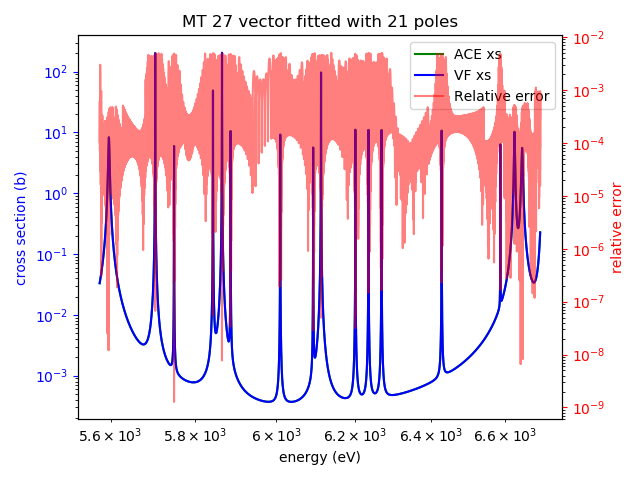 MT 27 vector fitted with 21 poles
ACE xs
VF xs
Relative error
10²
10¹
10⁰
10⁻¹
10⁻²
10⁻³
cross section (b)
10⁻²
10⁻³
10⁻⁴
10⁻⁵
10⁻⁶
10⁻⁷
10⁻⁸
10⁻⁹
relative error
5.6 × 10³ 5.8 × 10³ 6 × 10³ 6.2 × 10³ 6.4 × 10³ 6.6 × 10³
energy (eV)